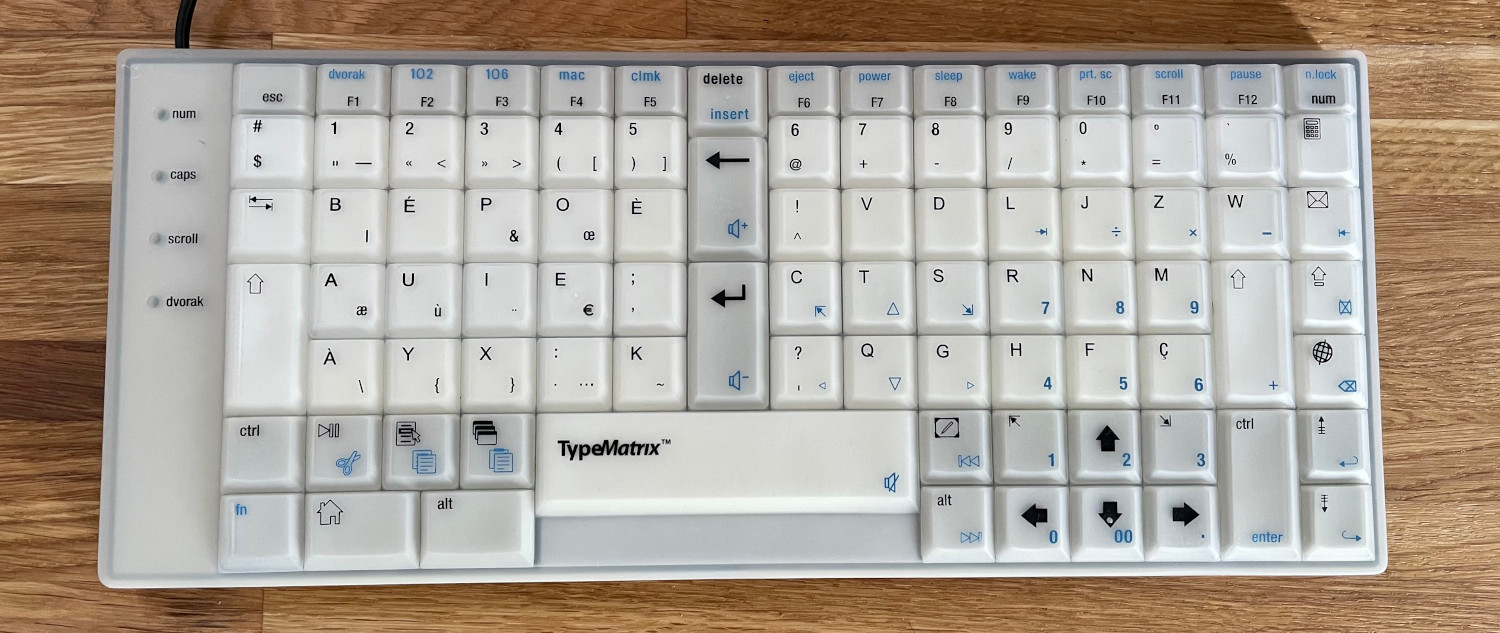 dvorak 102 106 mac clmk delete eject power sleep wake prt. sc scroll pause n.lock
esc F1 F2 F3 F4 F5 insert F6 F7 F8 F9 F10 F11 F12 num
num
# 1 2 3 4 5 6 7 8 9 0 ° `
$ " — « < » > ( [ ) ] @ + - / * = %
caps
B É P O È ! V D L J Z W
| & œ ^ ÷ × −
scroll
A U I E ; C T S R N M
æ ù ¨ € , 7 8 9
dvorak
À Y X : K ? Q G H F Ç
\ { } . … ~ ' 4 5 6 +
ctrl TypeMatrix™ ctrl
1 2 3
fn alt alt
0 00 . enter